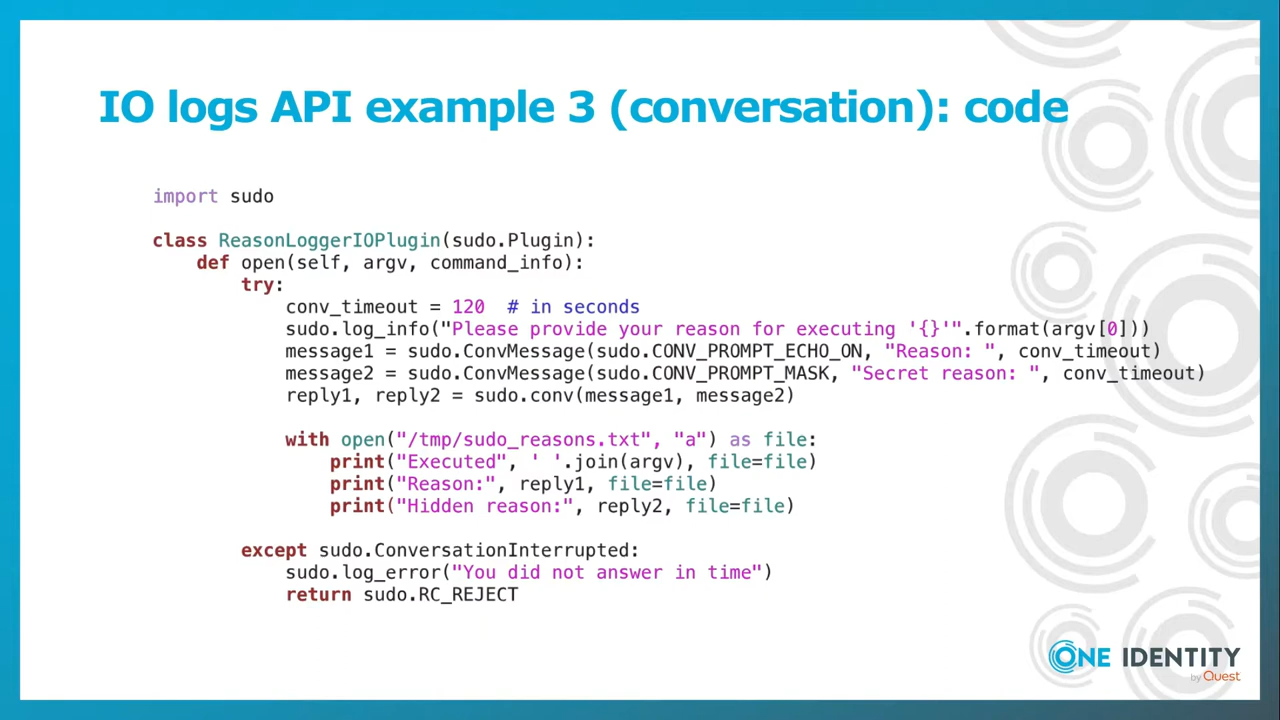 IO logs API example 3 (conversation): code
import sudo
class ReasonLoggerIOPlugin(sudo.Plugin):
    def open(self, argv, command_info):
        try:
            conv_timeout = 120  # in seconds
            sudo.log_info("Please provide your reason for executing '{}'".format(argv[0]))
            message1 = sudo.ConvMessage(sudo.CONV_PROMPT_ECHO_ON, "Reason: ", conv_timeout)
            message2 = sudo.ConvMessage(sudo.CONV_PROMPT_MASK, "Secret reason: ", conv_timeout)
            reply1, reply2 = sudo.conv(message1, message2)
            with open("/tmp/sudo_reasons.txt", "a") as file:
                print("Executed", ' '.join(argv), file=file)
                print("Reason:", reply1, file=file)
                print("Hidden reason:", reply2, file=file)
        except sudo.ConversationInterrupted:
            sudo.log_error("You did not answer in time")
            return sudo.RC_REJECT
ONE IDENTITY
by Quest